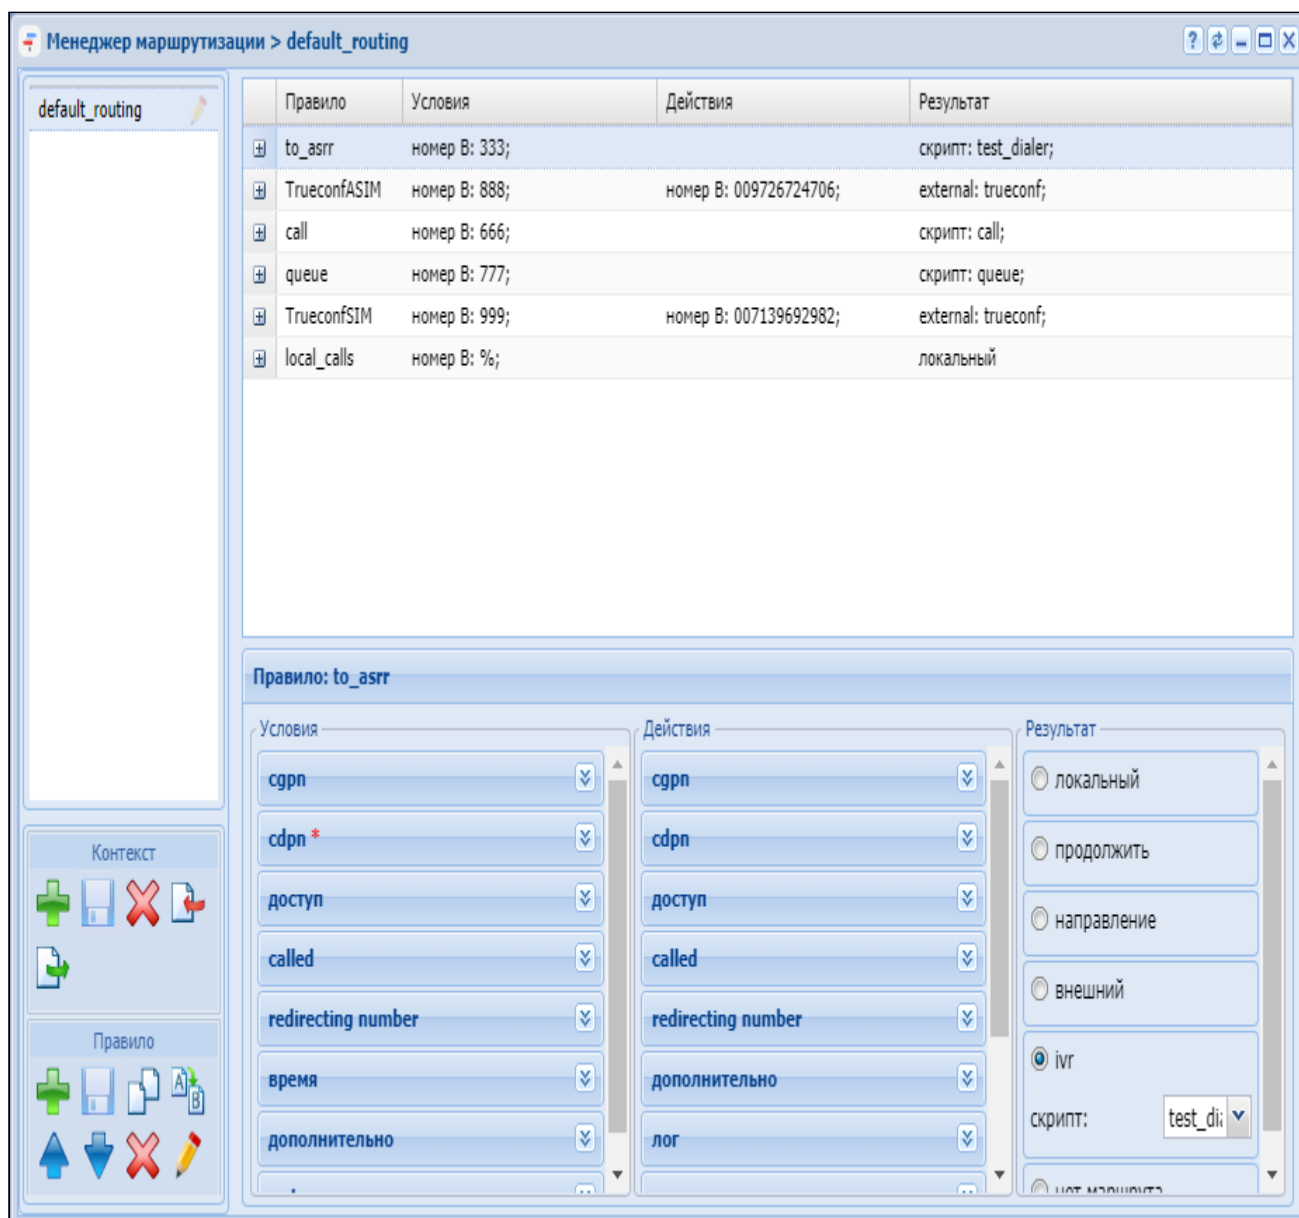 Менеджер маршрутизации > default_routing
default_routing
Правило Условия Действия Результат
to_asrr номер B: 333; скрипт: test_dialer;
TrueconfASIM номер B: 888; номер B: 009726724706; external: trueconf;
call номер B: 666; скрипт: call;
queue номер B: 777; скрипт: queue;
TrueconfSIM номер B: 999; номер B: 007139692982; external: trueconf;
local_calls номер B: %; локальный
Правило: to_asrr
Условия
cgpn
cdpn *
доступ
called
redirecting number
время
дополнительно
Действия
cgpn
cdpn
доступ
called
redirecting number
дополнительно
лог
Результат
локальный
продолжить
направление
внешний
ivr
скрипт: test_di
нет маршрута
Контекст
Правило